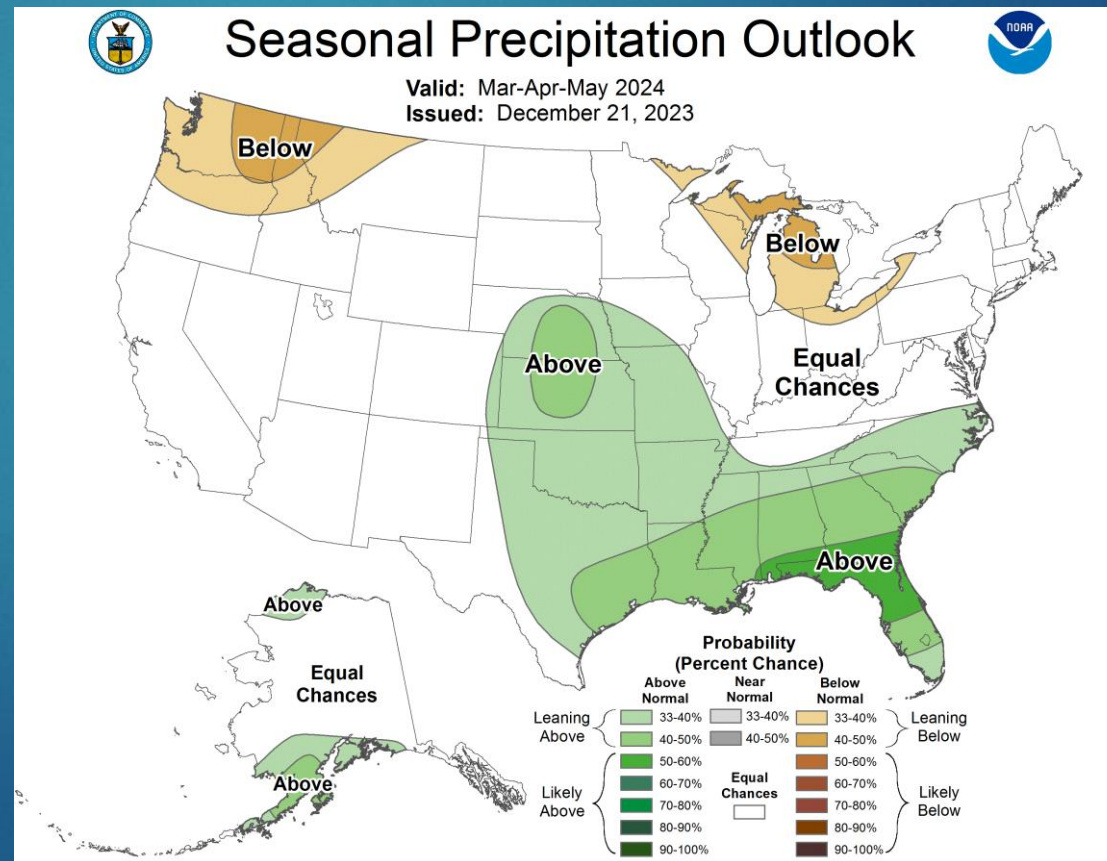 Seasonal Precipitation Outlook
NOAA
Valid: Mar-Apr-May 2024
Issued: December 21, 2023
Below
Below
Above
Equal
Chances
Above
Above
Equal
Chances
Above
Probability
(Percent Chance)
Above
Normal
Near
Normal
Below
Normal
Leaning
Above
33-40%
33-40%
33-40%
40-50%
40-50%
40-50%
Leaning
Below
Likely
Above
50-60%
60-70%
70-80%
80-90%
90-100%
Equal
Chances
50-60%
60-70%
70-80%
80-90%
90-100%
Likely
Below